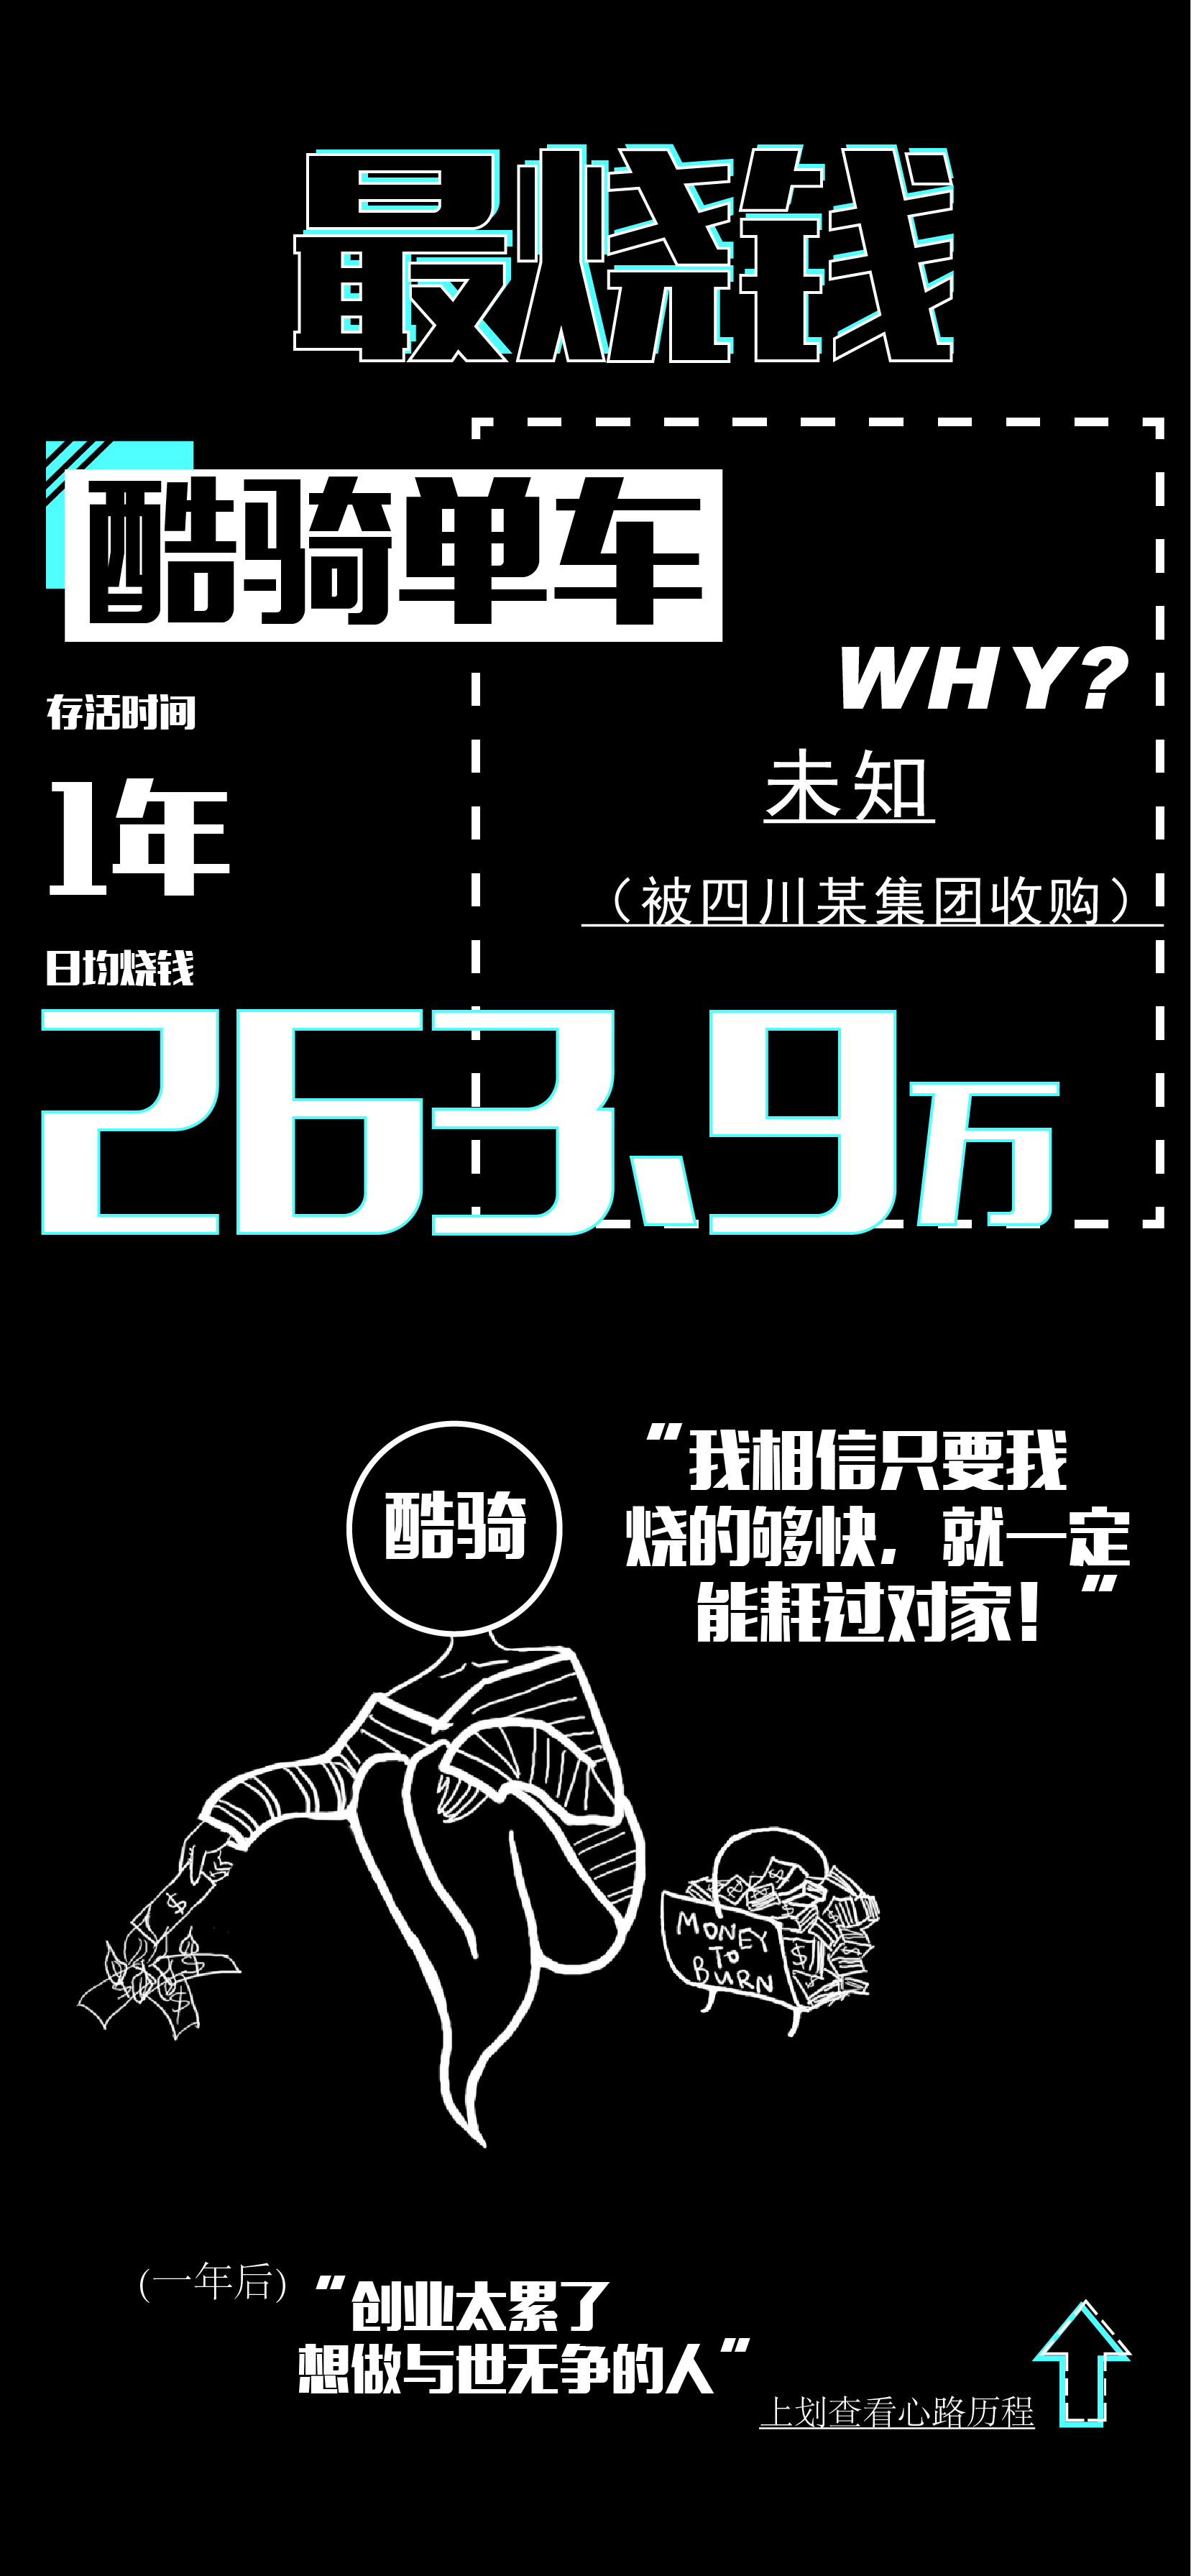 最烧钱
酷骑单车
WHY?
存活时间
未知
1年
（被四川某集团收购）
日均烧钱
263.9万
“我相信只要我
烧的够快，就一定
能耗过对家！”
酷骑
$
$
$
MONEY
TO
BURN
(一年后)
“创业太累了
想做与世无争的人”
上划查看心路历程